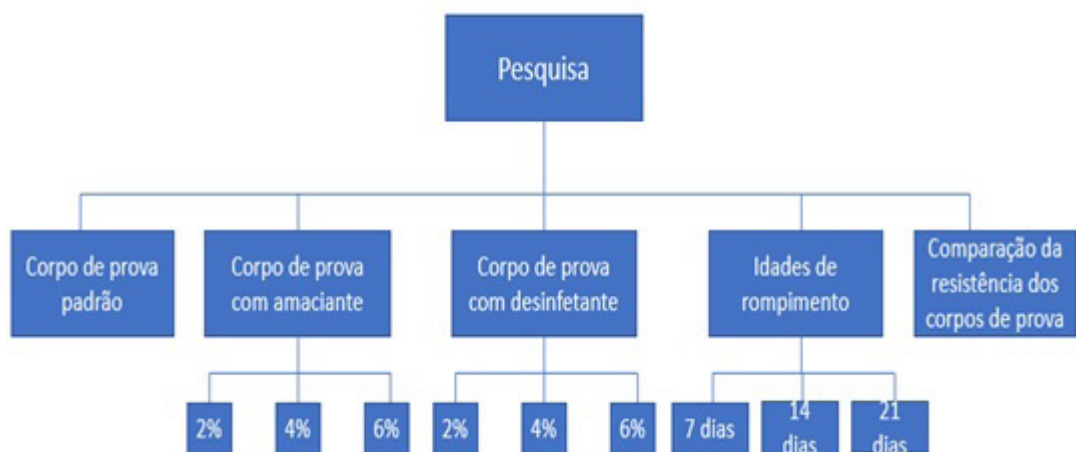 Pesquisa
Corpo de prova
padrão
Corpo de prova
com amaciante
Corpo de prova
com desinfetante
Idades de
rompimento
Comparação da
resistência dos
corpos de prova
2%
4%
6%
2%
4%
6%
7 dias
14
dias
21
dias